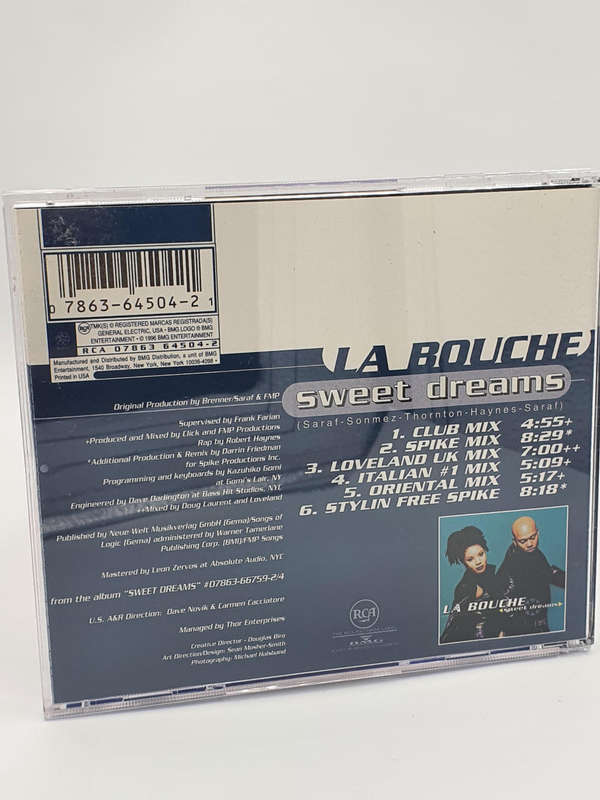 0 7863-64504-2 1
RCA TMK(S) ® REGISTERED MARCAS REGISTRADA(S)
GENERAL ELECTRIC, USA • BMG LOGO ® BMG
ENTERTAINMENT • © 1996 BMG ENTERTAINMENT
RCA 07863 64504-2
Manufactured and Distributed by BMG Distribution, a unit of BMG
Entertainment, 1540 Broadway, New York, NY 10036-4098 •
Printed in USA
LA BOUCHE
sweet dreams
(Saraf-Sonmez-Thornton-Haynes-Saraf)
1. CLUB MIX 4:55+
2. SPIKE MIX 8:29*
3. LOVELAND UK MIX 7:00++
4. ITALIAN #1 MIX 5:09+
5. ORIENTAL MIX 5:17+
6. STYLIN FREE SPIKE 8:18*
Original Production by Brenner/Saraf & FMP
Supervised by Frank Farian
+Produced and Mixed by Click and FMP Productions
Rap by Robert Haynes
*Additional Production & Remix by Darrin Friedman
for Spike Productions Inc.
Programming and keyboards by Kazuhiko Gomi
at Gomi's Lair, NY
Engineered by Dave Darlington at Bass Hit Studios, NYC
++Mixed by Doug Laurent and Loveland
Published by Neue Welt Musikverlag GmbH (Gema)/Songs of
Logic (Gema) administered by Warner Tamerlane
Publishing Corp. (BMI)/FMP Songs
Mastered by Leon Zervos at Absolute Audio, NYC
from the album "SWEET DREAMS" #07863-66759-2/4
U.S. A&R Direction: Dave Novik & Carmen Cacciatore
Managed by Thor Enterprises
Creative Director - Douglas Biro
Art Direction/Design: Sean Mosher-Smith
Photography: Michael Halsband
RCA
BMG
LA BOUCHE
sweet dreams